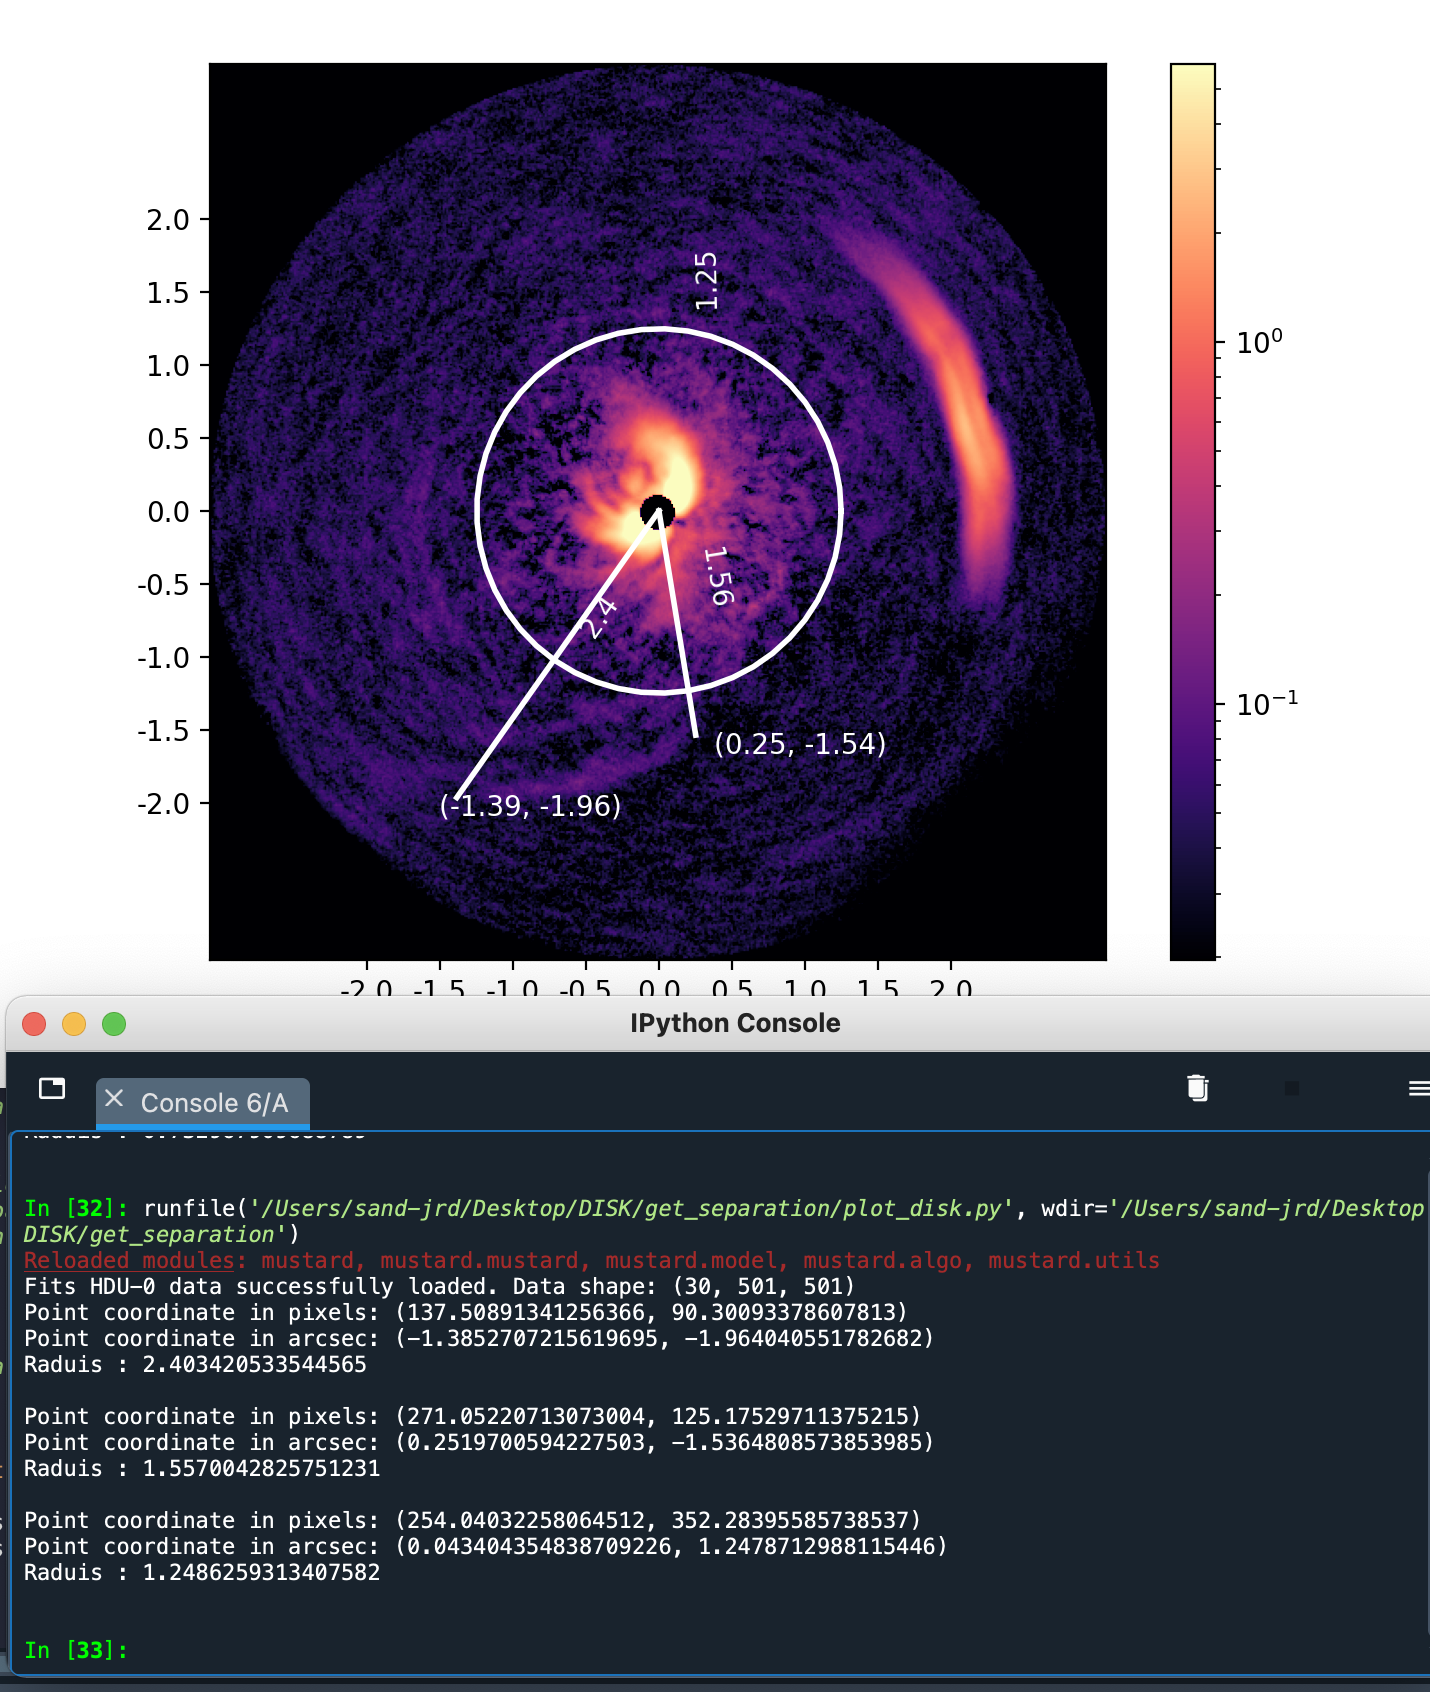 2.0
1.5
1.0
0.5
0.0
-0.5
-1.0
-1.5
-2.0
1.25
1.56
2.4
(0.25, -1.54)
(-1.39, -1.96)
10⁰
10⁻¹
-2.0 -1.5 -1.0 -0.5 0.0 0.5 1.0 1.5 2.0
IPython Console
Console 6/A
In [32]: runfile('/Users/sand-jrd/Desktop/DISK/get_separation/plot_disk.py', wdir='/Users/sand-jrd/Desktop
DISK/get_separation')
Reloaded modules: mustard, mustard.mustard, mustard.model, mustard.algo, mustard.utils
Fits HDU-0 data successfully loaded. Data shape: (30, 501, 501)
Point coordinate in pixels: (137.50891341256366, 90.30093378607813)
Point coordinate in arcsec: (-1.3852707215619695, -1.964040551782682)
Raduis : 2.403420533544565
Point coordinate in pixels: (271.05220713073004, 125.17529711375215)
Point coordinate in arcsec: (0.2519700594227503, -1.5364808573853985)
Raduis : 1.5570042825751231
Point coordinate in pixels: (254.04032258064512, 352.28395585738537)
Point coordinate in arcsec: (0.043404354838709226, 1.2478712988115446)
Raduis : 1.2486259313407582
In [33]: